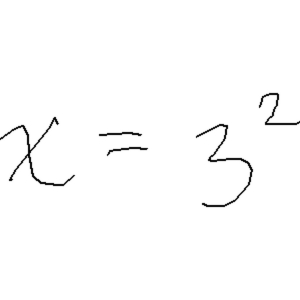 x = 3²